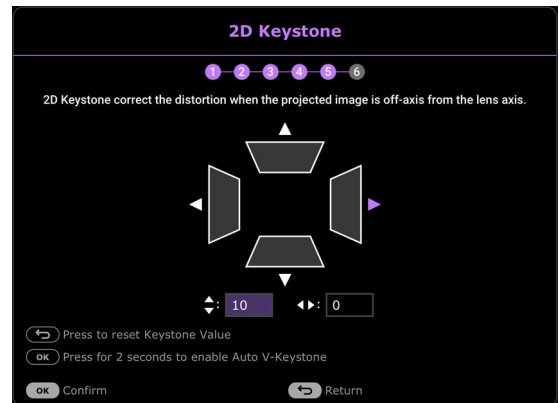 2D Keystone
1 2 3 4 5 6
2D Keystone correct the distortion when the projected image is off-axis from the lens axis.
: 10 : 0
Press to reset Keystone Value
OK Press for 2 seconds to enable Auto V-Keystone
OK Confirm Return